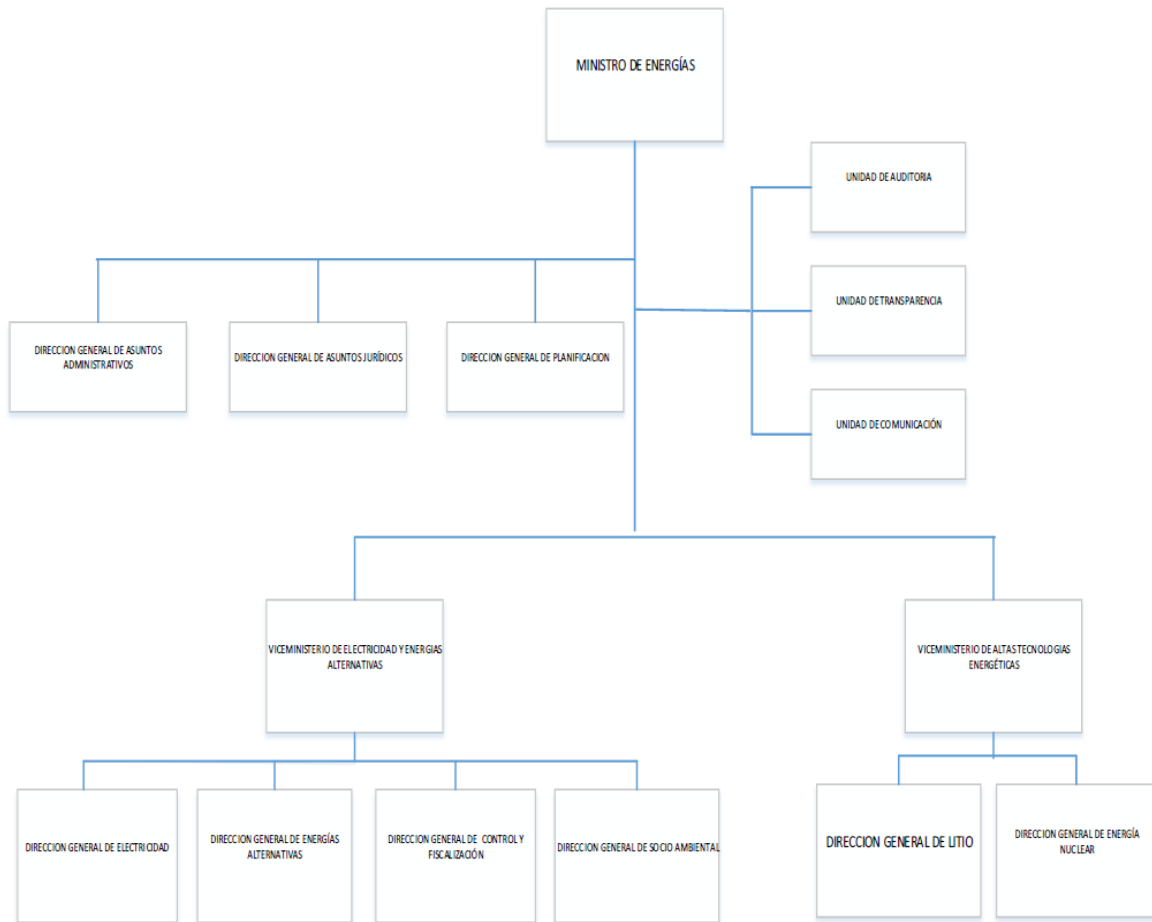 MINISTRO DE ENERGÍAS
UNIDAD DE AUDITORIA
UNIDAD DE TRANSPARENCIA
UNIDAD DE COMUNICACIÓN
DIRECCION GENERAL DE ASUNTOS
ADMINISTRATIVOS
DIRECCION GENERAL DE ASUNTOS JURÍDICOS
DIRECCION GENERAL DE PLANIFICACION
VICEMINISTERIO DE ELECTRICIDAD Y ENERGIAS
ALTERNATIVAS
VICEMINISTERIO DE ALTAS TECNOLOGIAS
ENERGÉTICAS
DIRECCION GENERAL DE ELECTRICIDAD
DIRECCION GENERAL DE ENERGÍAS
ALTERNATIVAS
DIRECCION GENERAL DE CONTROL Y
FISCALIZACIÓN
DIRECCION GENERAL DE SOCIO AMBIENTAL
DIRECCION GENERAL DE LITIO
DIRECCION GENERAL DE ENERGÍA
NUCLEAR